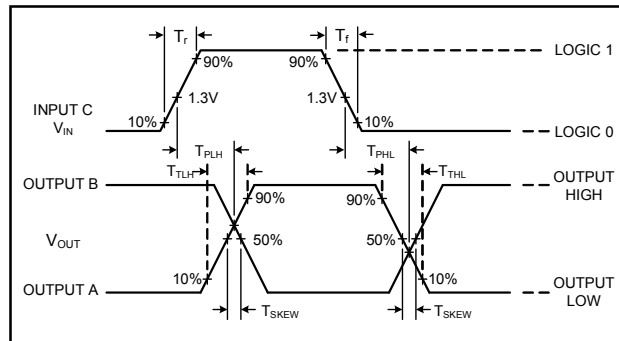 Tr
90% 90% LOGIC 1
1.3V 1.3V
INPUT C
VIN
10% 10% LOGIC 0
TPLH TPHL
TTLH TTHL
OUTPUT B OUTPUT HIGH
90% 90%
VOUT
50% 50%
10% 10%
OUTPUT A OUTPUT LOW
TSKEW TSKEW
Tf